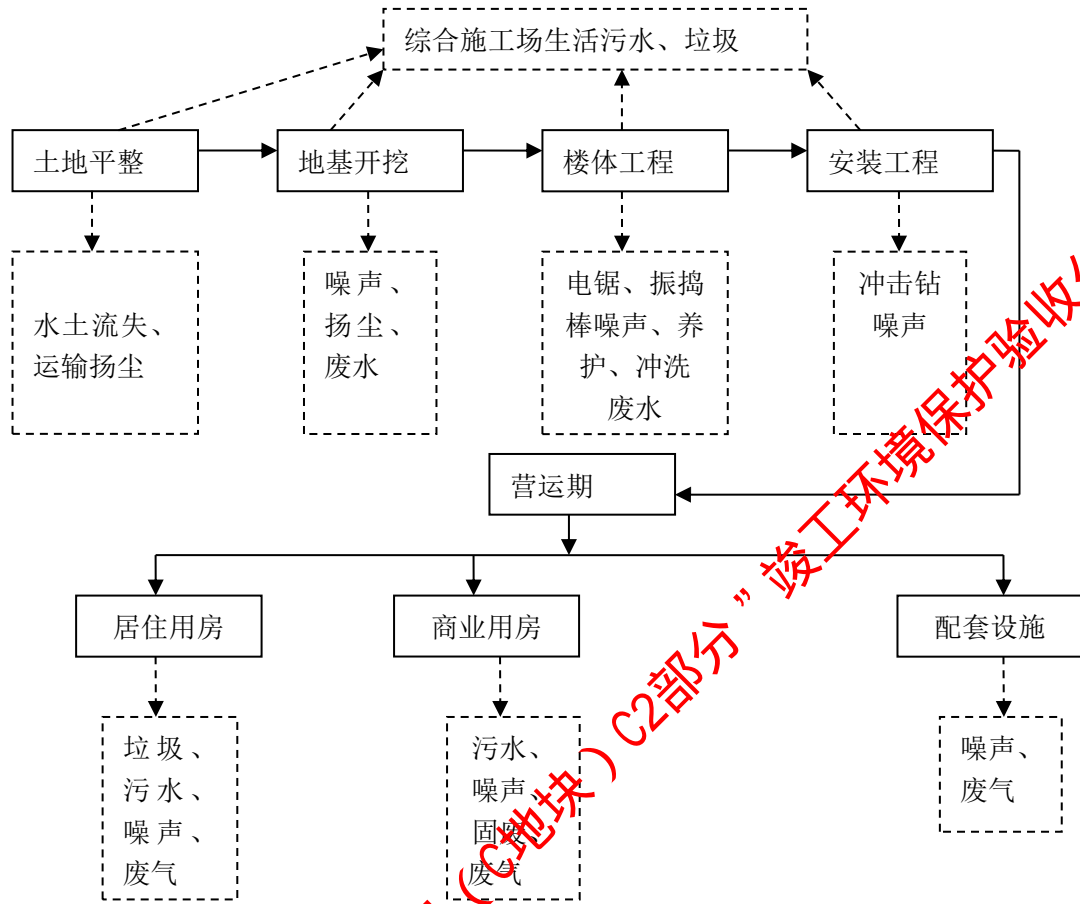 综合施工场生活污水、垃圾
土地平整
地基开挖
楼体工程
安装工程
水土流失、
运输扬尘
噪声、
扬尘、
废水
电锯、振捣
棒噪声、养
护、冲洗
废水
冲击钻
噪声
营运期
居住用房
商业用房
配套设施
垃圾、
污水、
噪声、
废气
污水、
噪声、
固废、
废气
噪声、
废气
（C地块）C2部分”竣工环境保护验收